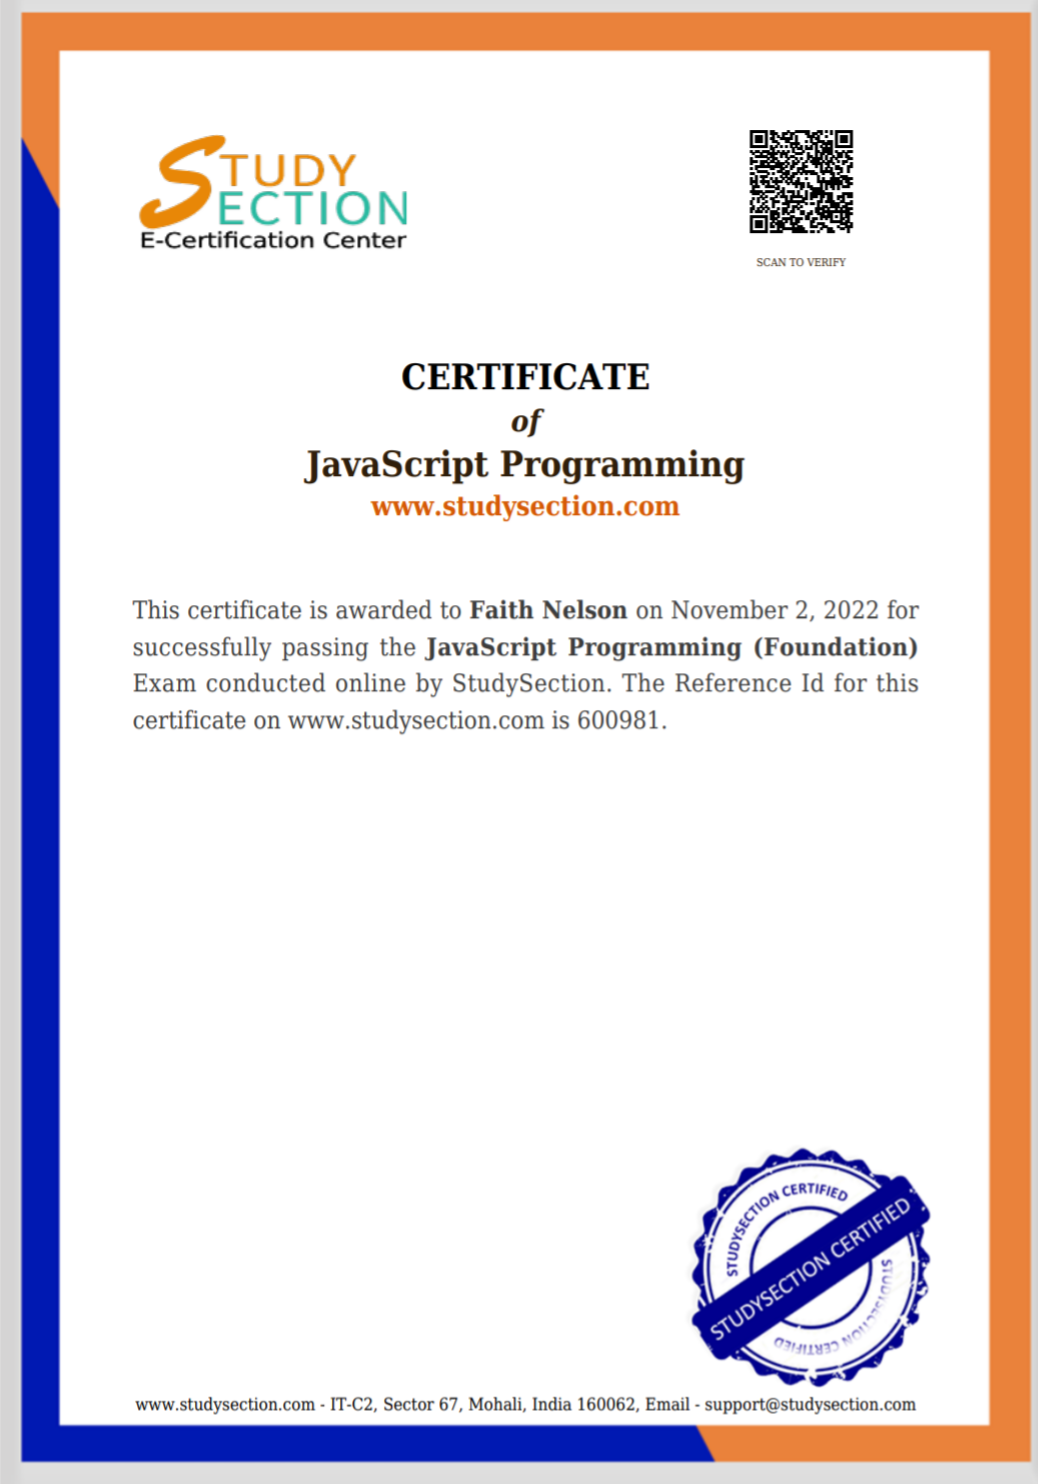 STUDY
SECTION
E-Certification Center
SCAN TO VERIFY
CERTIFICATE
of
JavaScript Programming
www.studysection.com
This certificate is awarded to Faith Nelson on November 2, 2022 for
successfully passing the JavaScript Programming (Foundation)
Exam conducted online by StudySection. The Reference Id for this
certificate on www.studysection.com is 600981.
STUDYSECTION CERTIFIED
STUDYSECTION CERTIFIED
STUDYSECTION CERTIFIED
www.studysection.com - IT-C2, Sector 67, Mohali, India 160062, Email - support@studysection.com